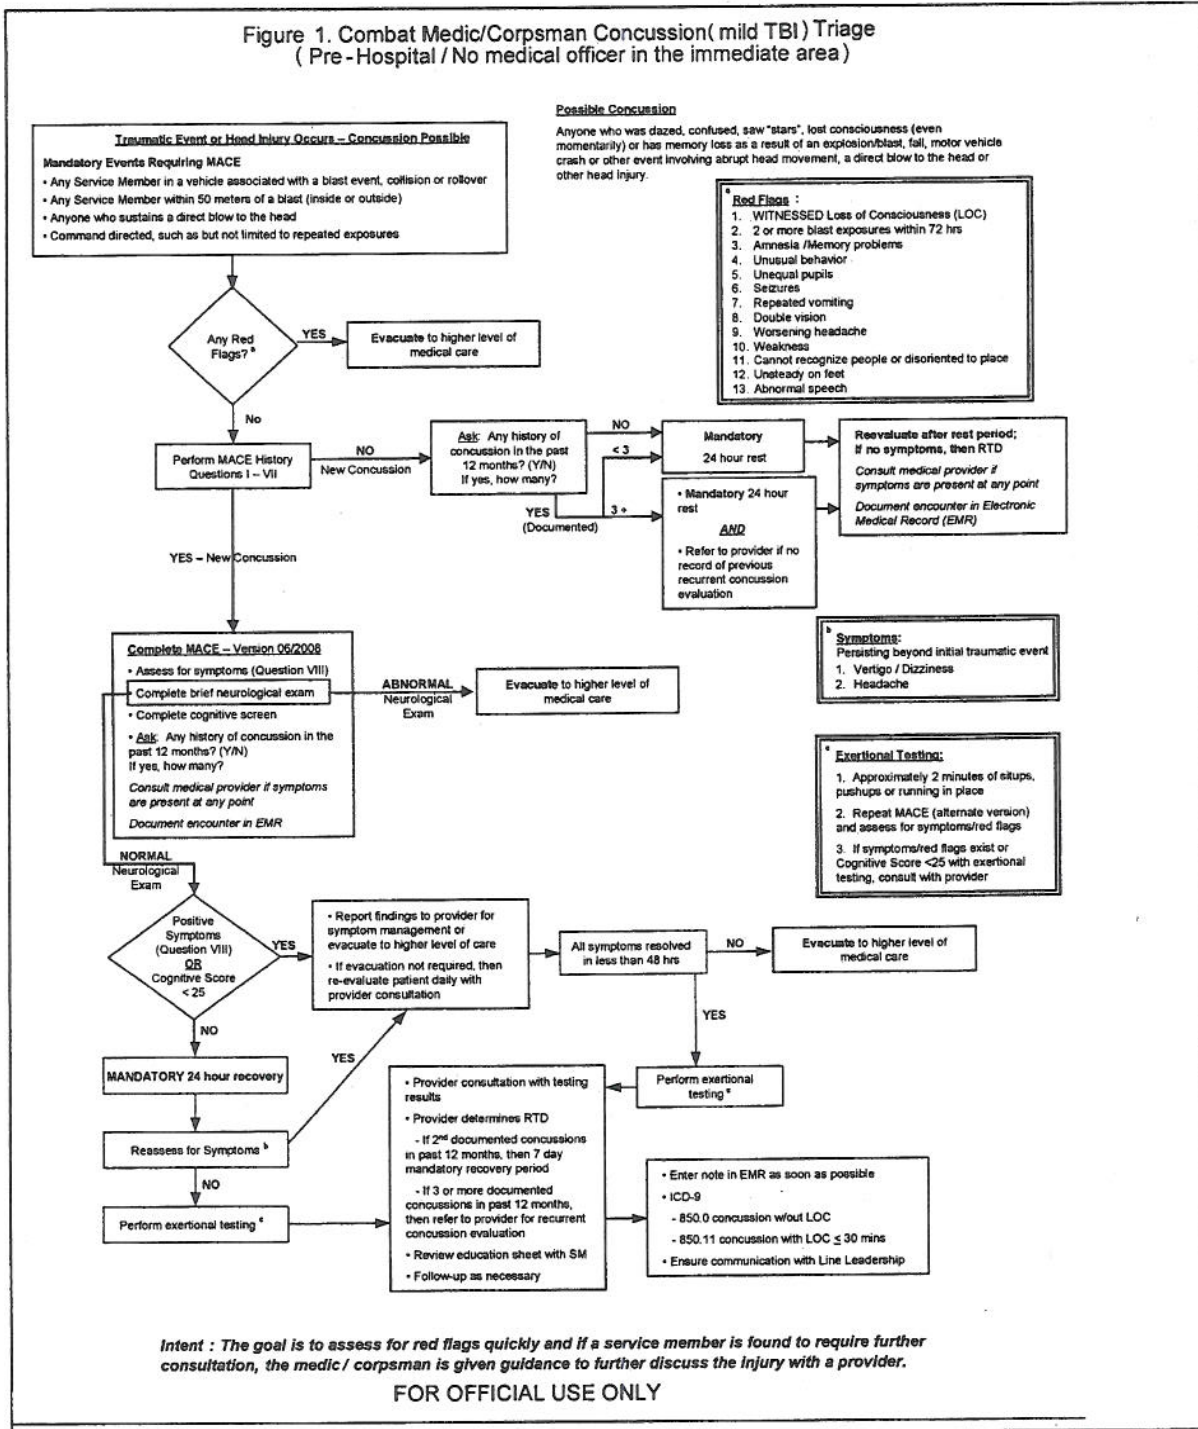 Figure 1. Combat Medic/Corpsman Concussion( mild TBI) Triage
( Pre-Hospital / No medical officer in the immediate area)
Possible Concussion
Anyone who was dazed, confused, saw "stars", lost consciousness (even
momentarily) or has memory loss as a result of an explosion/blast, fall, motor vehicle
crash or other event involving abrupt head movement, a direct blow to the head or
other head injury.
Traumatic Event or Head Injury Occurs – Concussion Possible
Mandatory Events Requiring MACE
• Any Service Member in a vehicle associated with a blast event, collision or rollover
• Any Service Member within 50 meters of a blast (inside or outside)
• Anyone who sustains a direct blow to the head
• Command directed, such as but not limited to repeated exposures
a Red Flags :
1. WITNESSED Loss of Consciousness (LOC)
2. 2 or more blast exposures within 72 hrs
3. Amnesia /Memory problems
4. Unusual behavior
5. Unequal pupils
6. Seizures
7. Repeated vomiting
8. Double vision
9. Worsening headache
10. Weakness
11. Cannot recognize people or disoriented to place
12. Unsteady on feet
13. Abnormal speech
Any Red
Flags? a
YES
Evacuate to higher level of
medical care
No
Perform MACE History
Questions I – VII
NO
New Concussion
Ask: Any history of
concussion in the past
12 months? (Y/N)
If yes, how many?
NO
< 3
YES
(Documented)
3 +
Mandatory
24 hour rest
• Mandatory 24 hour
rest
AND
• Refer to provider if no
record of previous
recurrent concussion
evaluation
Reevaluate after rest period;
If no symptoms, then RTD
Consult medical provider if
symptoms are present at any point
Document encounter in Electronic
Medical Record (EMR)
YES – New Concussion
Complete MACE – Version 06/2008
• Assess for symptoms (Question VIII)
• Complete brief neurological exam
• Complete cognitive screen
• Ask: Any history of concussion in the
past 12 months? (Y/N)
If yes, how many?
Consult medical provider if symptoms
are present at any point
Document encounter in EMR
ABNORMAL
Neurological
Exam
Evacuate to higher level of
medical care
b Symptoms:
Persisting beyond initial traumatic event
1. Vertigo / Dizziness
2. Headache
c Exertional Testing:
1. Approximately 2 minutes of situps,
pushups or running in place
2. Repeat MACE (alternate version)
and assess for symptoms/red flags
3. If symptoms/red flags exist or
Cognitive Score <25 with exertional
testing, consult with provider
NORMAL
Neurological
Exam
Positive
Symptoms
(Question VIII)
OR
Cognitive Score
< 25
YES
• Report findings to provider for
symptom management or
evacuate to higher level of care
• If evacuation not required, then
re-evaluate patient daily with
provider consultation
All symptoms resolved
in less than 48 hrs
NO
Evacuate to higher level of
medical care
YES
Perform exertional
testing c
NO
MANDATORY 24 hour recovery
YES
Reassess for Symptoms b
NO
Perform exertional testing c
• Provider consultation with testing
results
• Provider determines RTD
- If 2nd documented concussions
in past 12 months, then 7 day
mandatory recovery period
- If 3 or more documented
concussions in past 12 months,
then refer to provider for recurrent
concussion evaluation
• Review education sheet with SM
• Follow-up as necessary
• Enter note in EMR as soon as possible
• ICD-9
- 850.0 concussion w/out LOC
- 850.11 concussion with LOC ≤ 30 mins
• Ensure communication with Line Leadership
Intent : The goal is to assess for red flags quickly and if a service member is found to require further
consultation, the medic / corpsman is given guidance to further discuss the injury with a provider.
FOR OFFICIAL USE ONLY